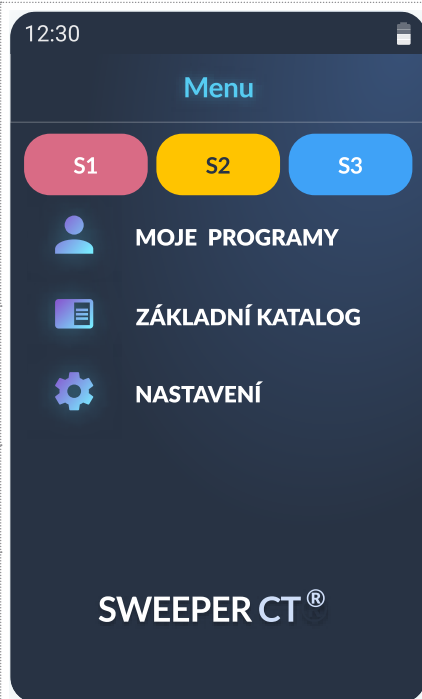 12:30
Menu
S1 S2 S3
MOJE PROGRAMY
ZÁKLADNÍ KATALOG
NASTAVENÍ
SWEEPER CT®